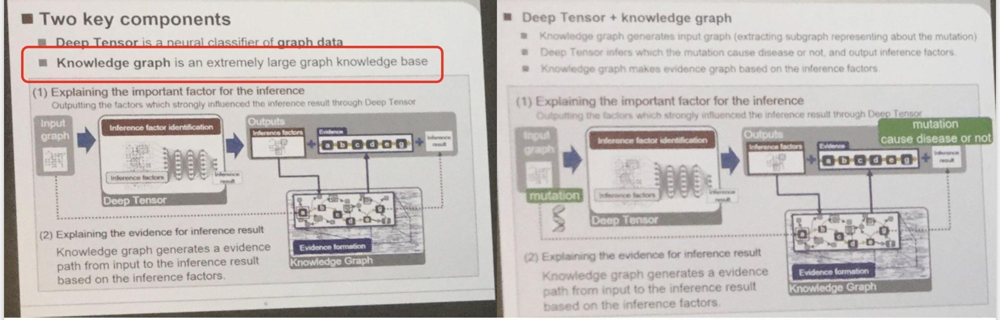 Two key components
Deep Tensor is a neural classifier of graph data
Knowledge graph is an extremely large graph knowledge base
(1) Explaining the important factor for the inference
Outputting the factors which strongly influenced the inference result through Deep Tensor
Input
graph
Inference factor identification
Inference factors
Inference
result
Deep Tensor
Outputs
Inference factors
Evidence
a b c d e g
Inference
result
a b c d e g
Evidence formation
Knowledge Graph
(2) Explaining the evidence for inference result
Knowledge graph generates a evidence
path from input to the inference result
based on the inference factors.
6
Deep Tensor + knowledge graph
Knowledge graph generates input graph (extracting subgraph representing about the mutation)
Deep Tensor infers which the mutation cause disease or not, and output inference factors.
Knowledge graph makes evidence graph based on the inference factors.
(1) Explaining the important factor for the inference
Outputting the factors which strongly influenced the inference result through Deep Tensor
mutation
cause disease or not
Input
graph
mutation
Inference factor identification
Inference factors
Inference
result
Deep Tensor
Outputs
Inference factors
Evidence
a b c d e g
Inference
result
a b c d e g
Evidence formation
Knowledge Graph
(2) Explaining the evidence for inference result
Knowledge graph generates a evidence
path from input to the inference result
based on the inference factors.